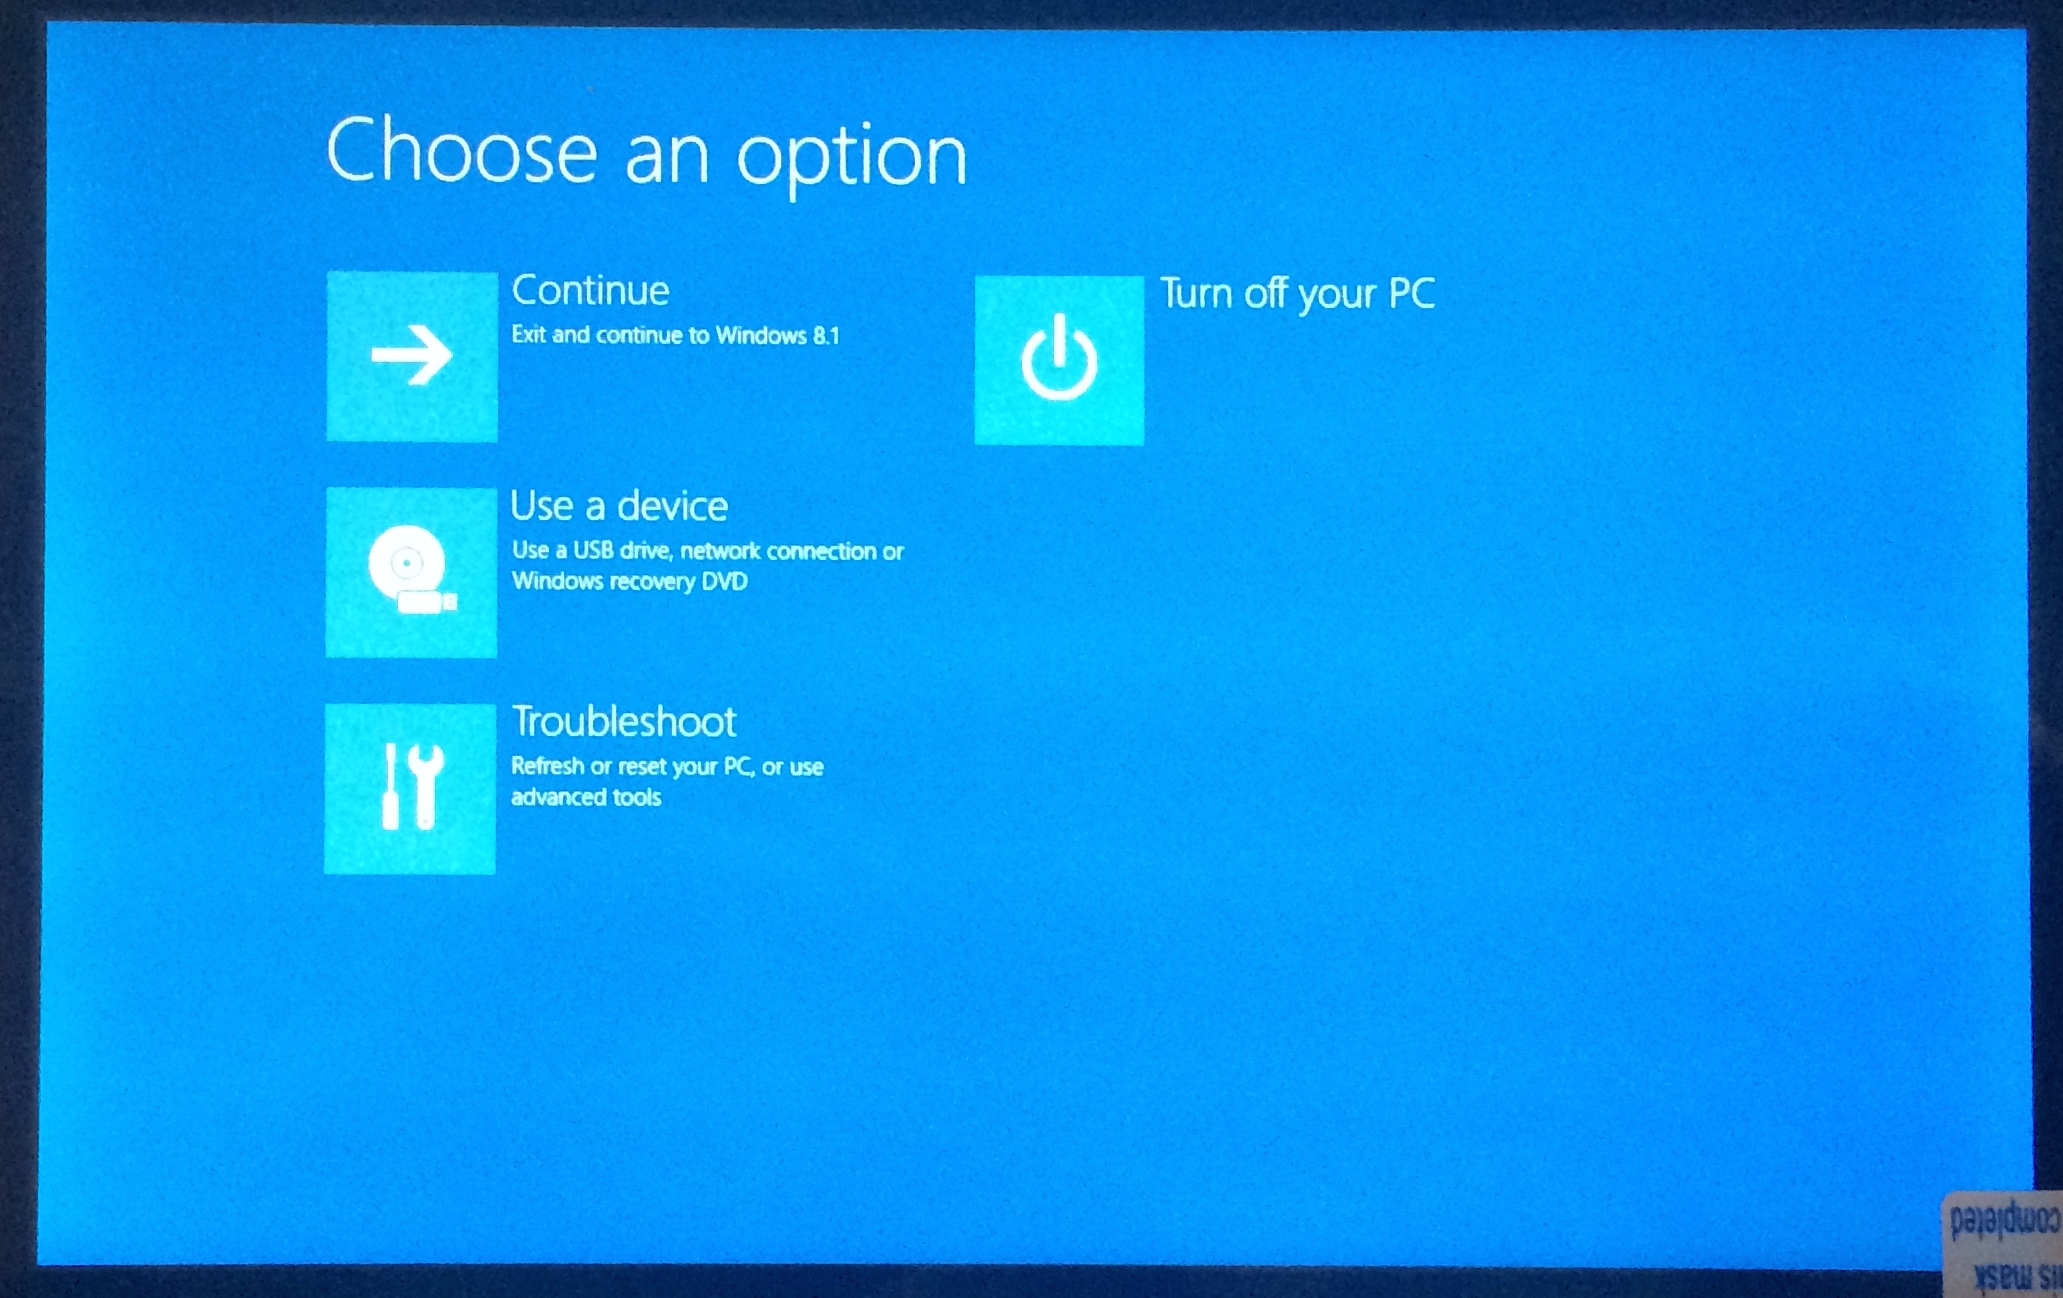 Choose an option
Continue
Exit and continue to Windows 8.1
Turn off your PC
Use a device
Use a USB drive, network connection or
Windows recovery DVD
Troubleshoot
Refresh or reset your PC, or use
advanced tools
is mask
completed